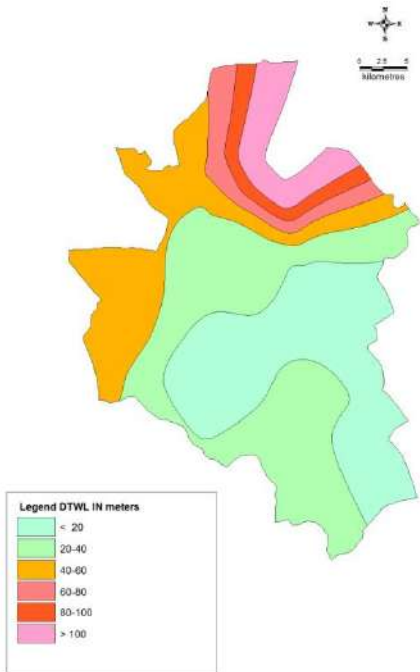 N
W E
S
0 2.5 5
kilometres
Legend DTWL IN meters
< 20
20-40
40-60
60-80
80-100
> 100